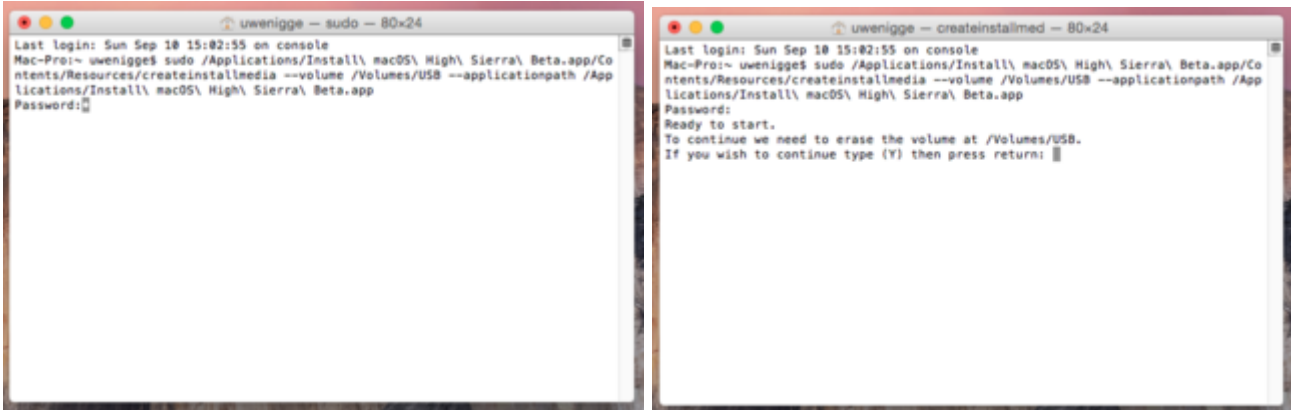 uwenigge — sudo — 80×24
Last login: Sun Sep 10 15:02:55 on console
Mac-Pro:~ uwenigge$ sudo /Applications/Install\ macOS\ High\ Sierra\ Beta.app/Co
ntents/Resources/createinstallmedia --volume /Volumes/USB --applicationpath /App
lications/Install\ macOS\ High\ Sierra\ Beta.app
Password:
uwenigge — createinstallmed — 80×24
Last login: Sun Sep 10 15:02:55 on console
Mac-Pro:~ uwenigge$ sudo /Applications/Install\ macOS\ High\ Sierra\ Beta.app/Co
ntents/Resources/createinstallmedia --volume /Volumes/USB --applicationpath /App
lications/Install\ macOS\ High\ Sierra\ Beta.app
Password:
Ready to start.
To continue we need to erase the volume at /Volumes/USB.
If you wish to continue type (Y) then press return: